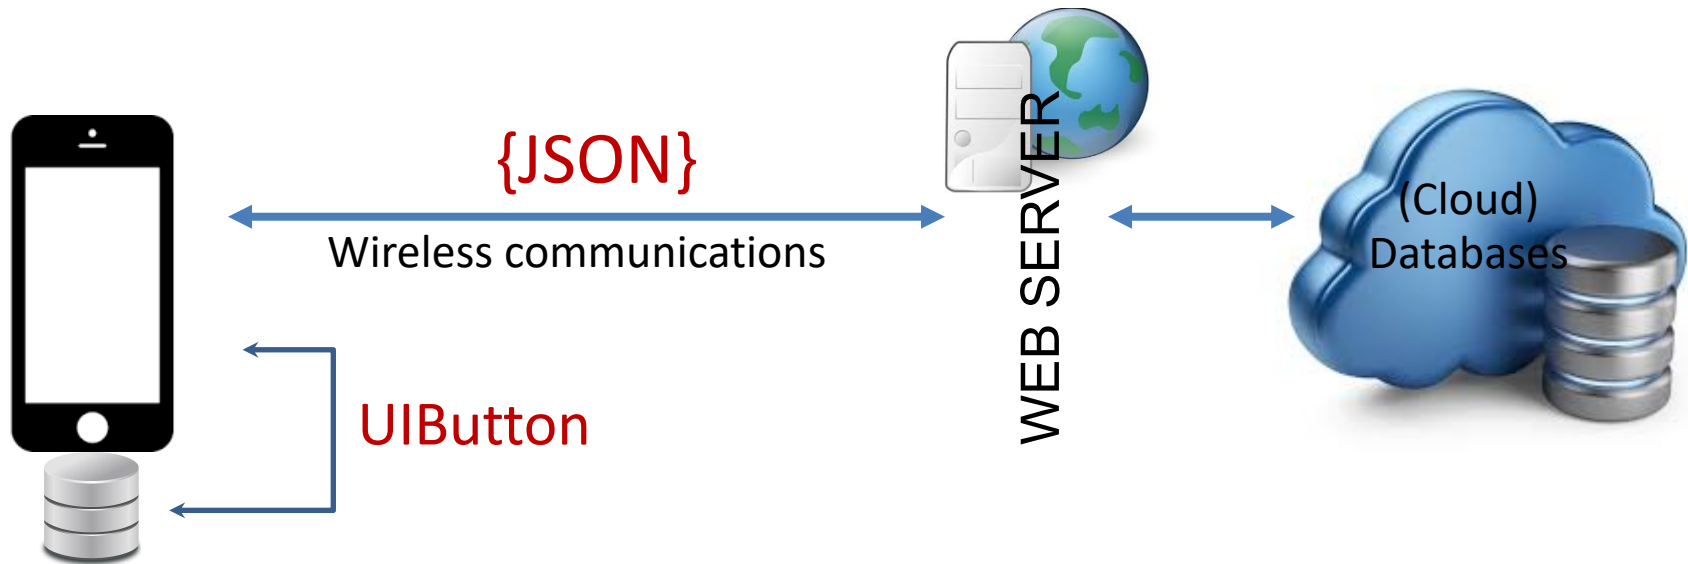 {JSON}
Wireless communications
UIButton
WEB SERVER
(Cloud)
Databases